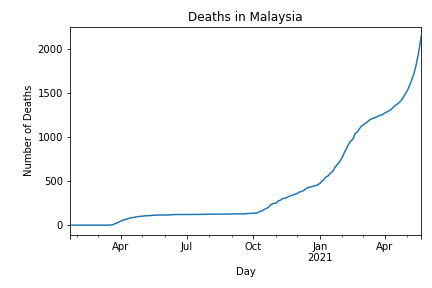 Deaths in Malaysia
2000
1500
1000
500
0
Number of Deaths
Apr Jul Oct Jan Apr
2021
Day